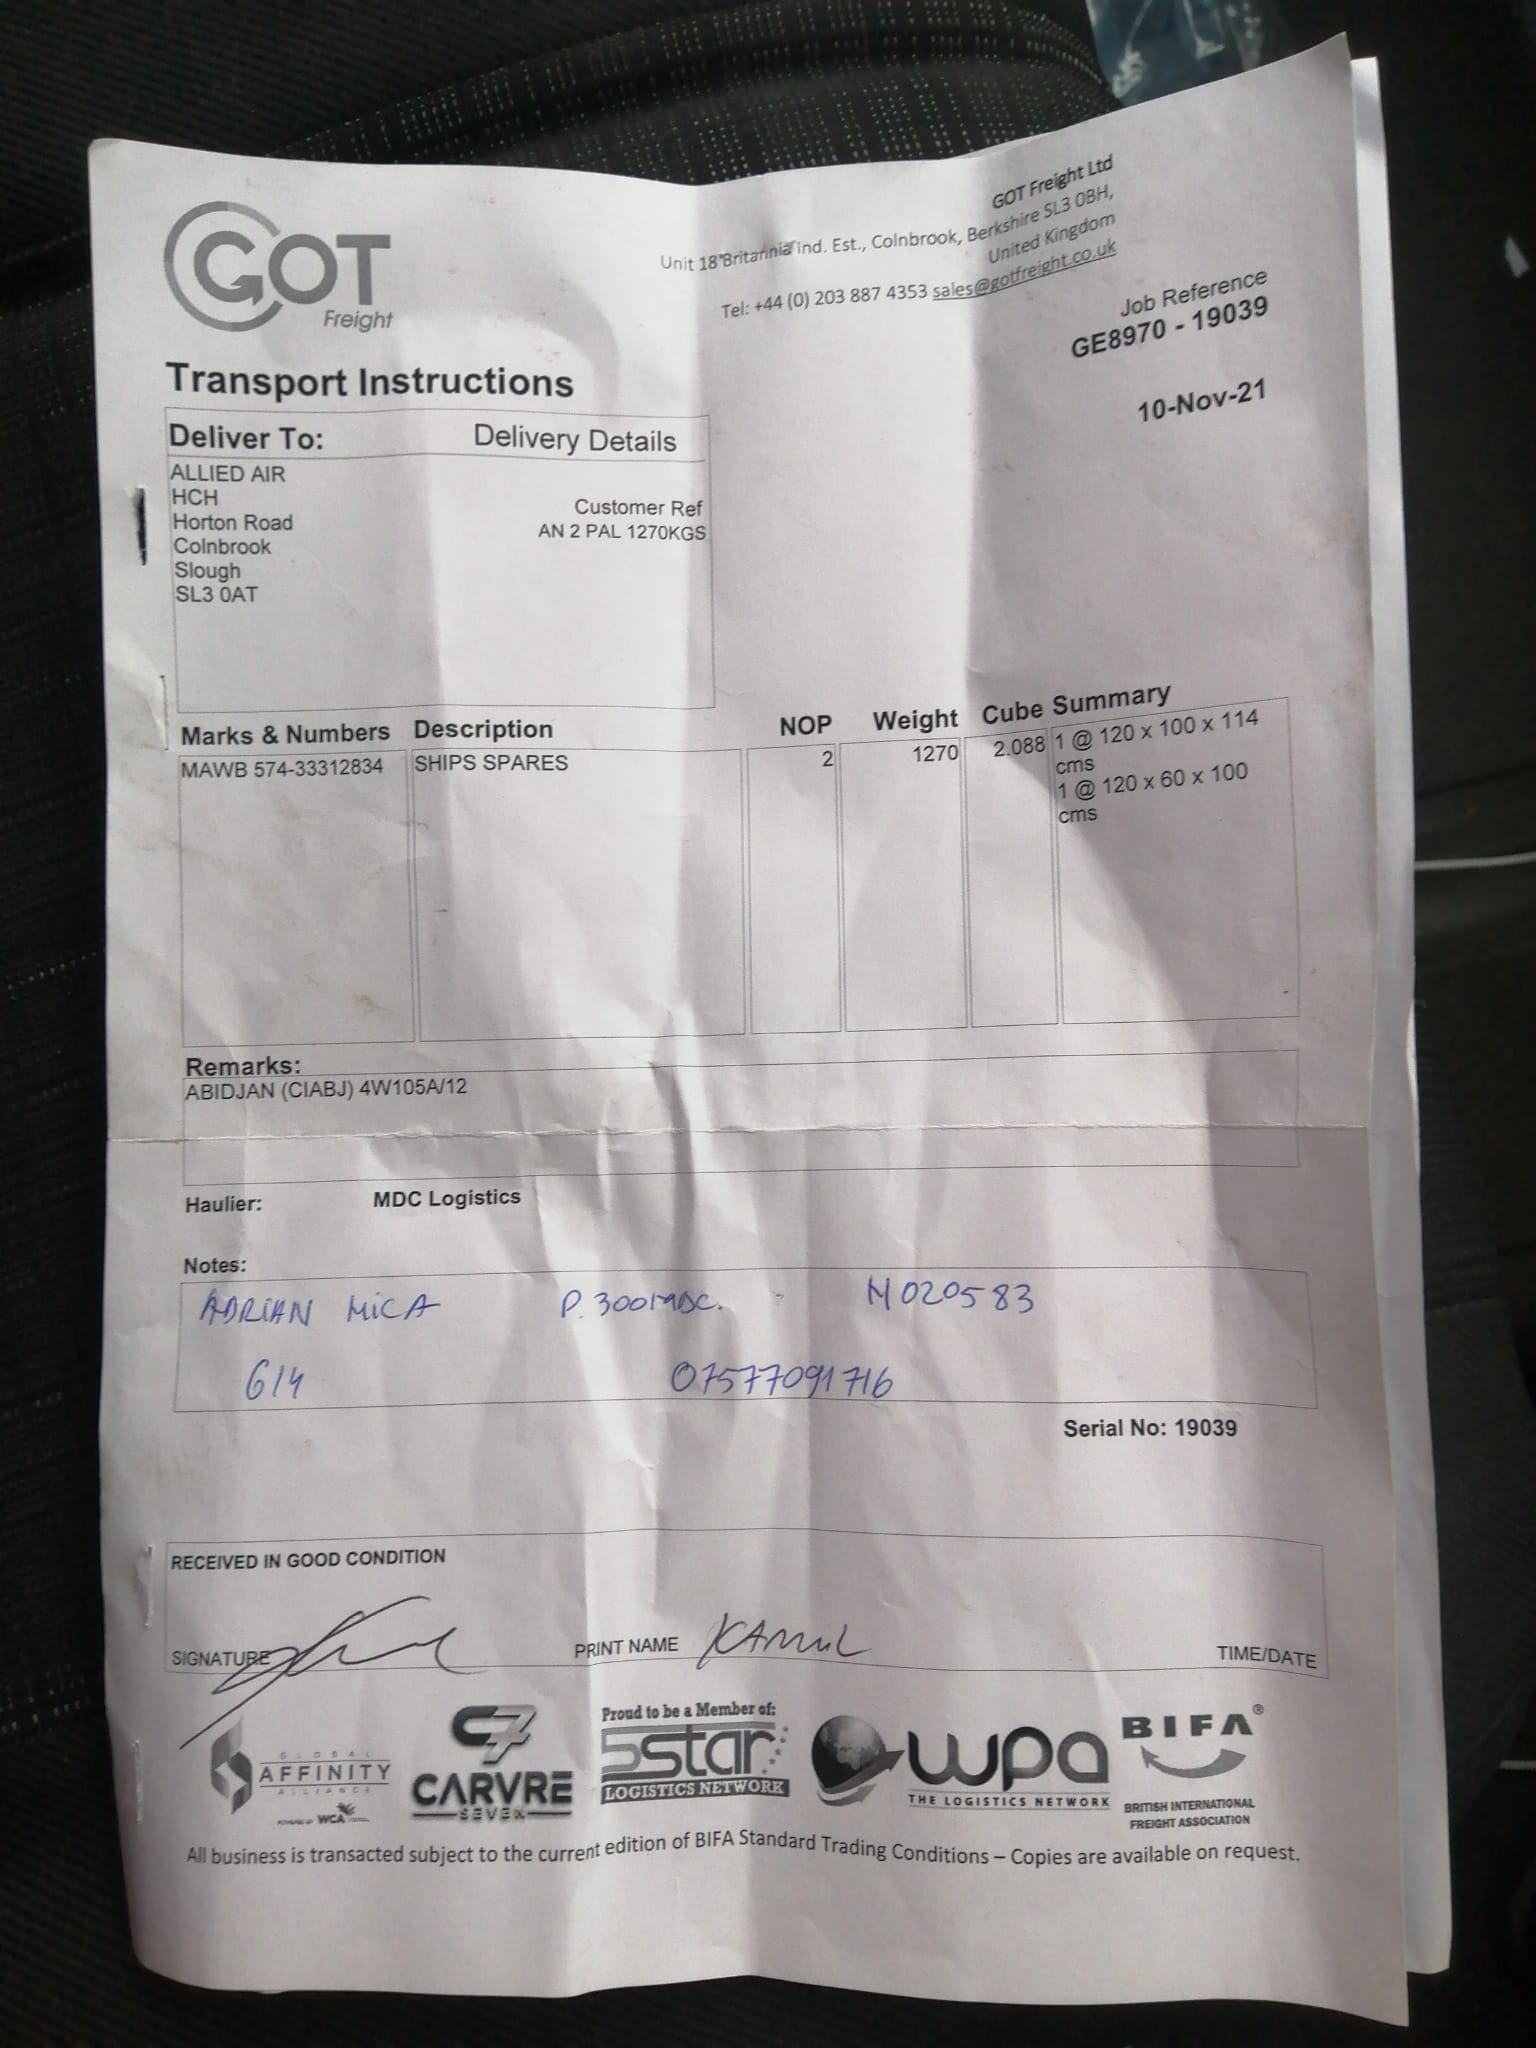 GOT
Freight
GOT Freight Ltd
Unit 18 Britannia Ind. Est., Colnbrook, Berkshire SL3 0BH,
United Kingdom
Tel: +44 (0) 203 887 4353 sales@gotfreight.co.uk
Job Reference
GE8970 - 19039
10-Nov-21
Transport Instructions
Deliver To: Delivery Details
ALLIED AIR
HCH
Horton Road
Colnbrook
Slough
SL3 0AT
Customer Ref
AN 2 PAL 1270KGS
Marks & Numbers Description NOP Weight Cube Summary
MAWB 574-33312834 SHIPS SPARES 2 1270 2.088 1 @ 120 x 100 x 114
cms
1 @ 120 x 60 x 100
cms
Remarks:
ABIDJAN (CIABJ) 4W105A/12
Haulier: MDC Logistics
Notes:
ADRIAN MICA P. N020583
G14 07577091716
Serial No: 19039
RECEIVED IN GOOD CONDITION
SIGNATURE PRINT NAME KAMIL TIME/DATE
GLOBAL
AFFINITY
ALLIANCE
POWERED BY WCA
C7
CARVRE
SEVEN
Proud to be a Member of:
5star
LOGISTICS NETWORK
wpa
THE LOGISTICS NETWORK
BIFA®
BRITISH INTERNATIONAL
FREIGHT ASSOCIATION
All business is transacted subject to the current edition of BIFA Standard Trading Conditions – Copies are available on request.